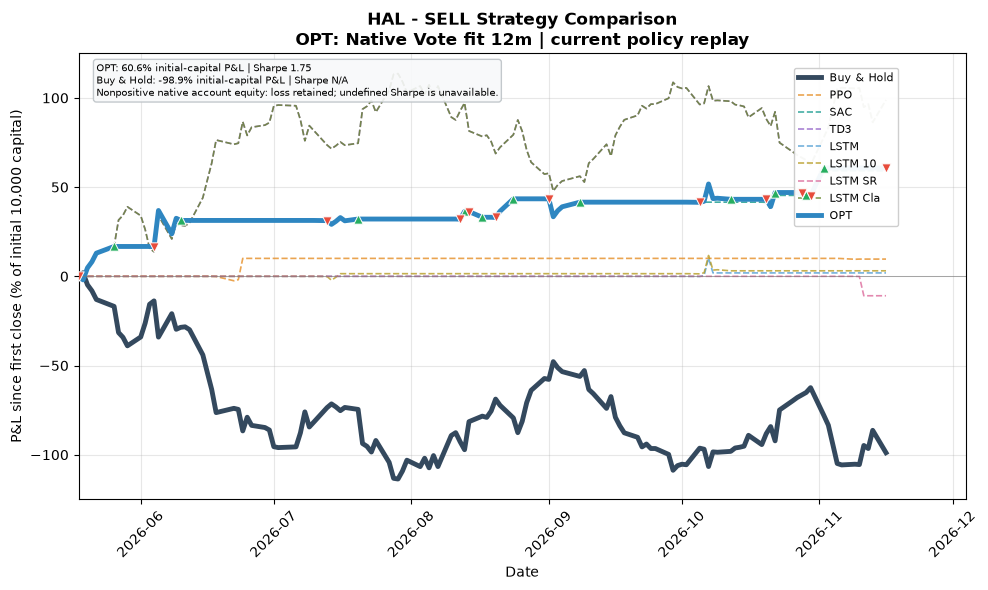 HAL - SELL Strategy Comparison
OPT: Native Vote fit 12m | current policy replay
OPT: 60.6% initial-capital P&L | Sharpe 1.75
Buy & Hold: -98.9% initial-capital P&L | Sharpe N/A
Nonpositive native account equity: loss retained; undefined Sharpe is unavailable.
Buy & Hold
PPO
SAC
TD3
LSTM
LSTM 10
LSTM SR
LSTM Cla
OPT
P&L since first close (% of initial 10,000 capital)
100
50
0
−50
−100
2026-06
2026-07
2026-08
2026-09
2026-10
2026-11
2026-12
Date